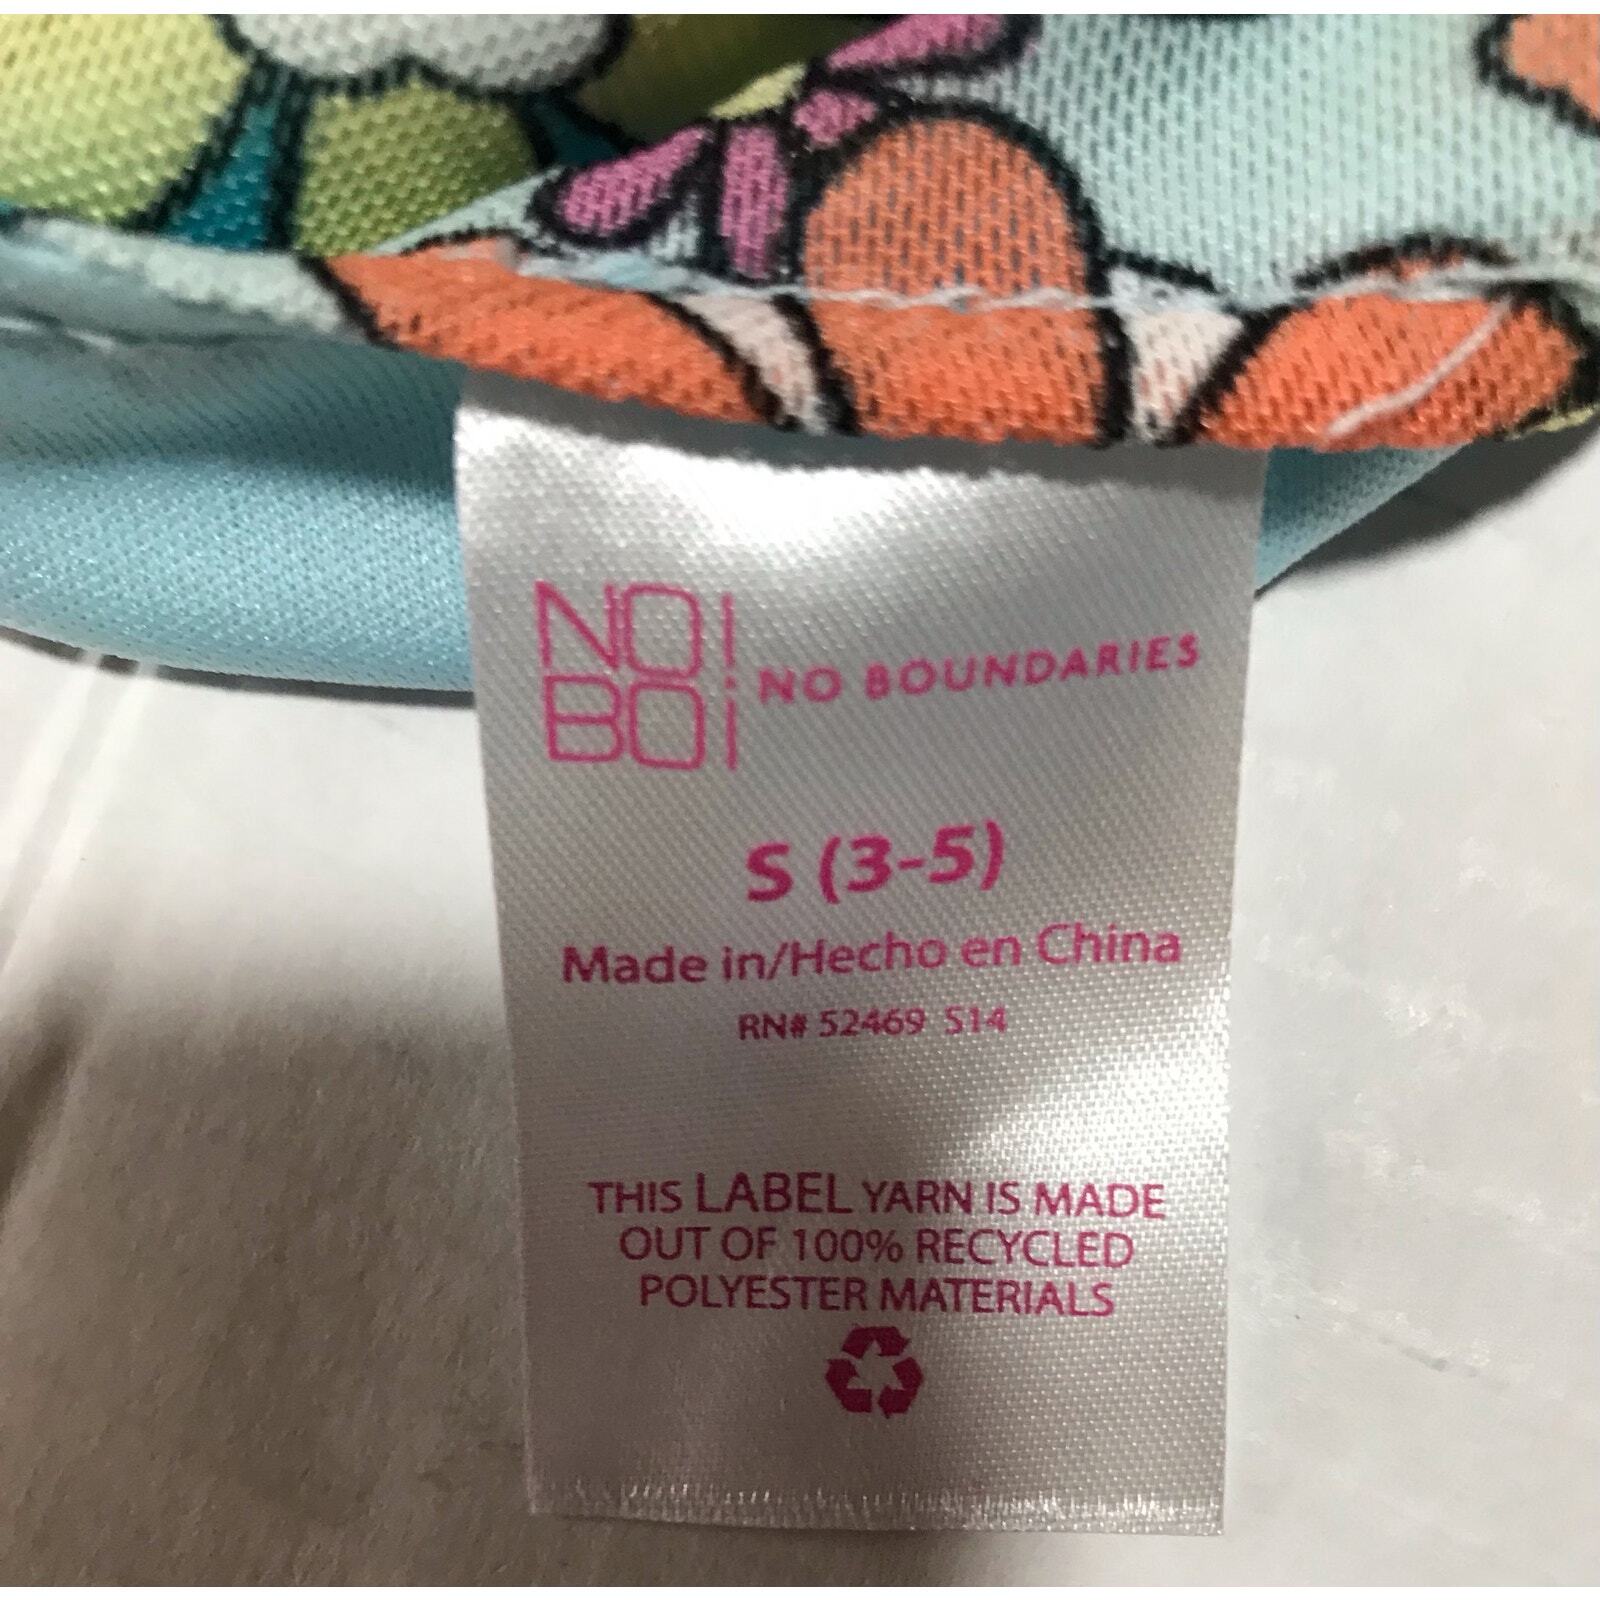 NO
BO
NO BOUNDARIES
S (3-5)
Made in/Hecho en China
RN# 52469 S14
THIS LABEL YARN IS MADE
OUT OF 100% RECYCLED
POLYESTER MATERIALS